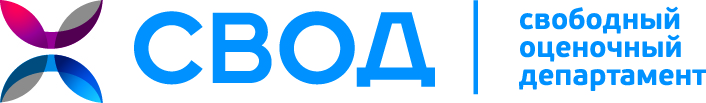 СВОД
свободный
оценочный
департамент